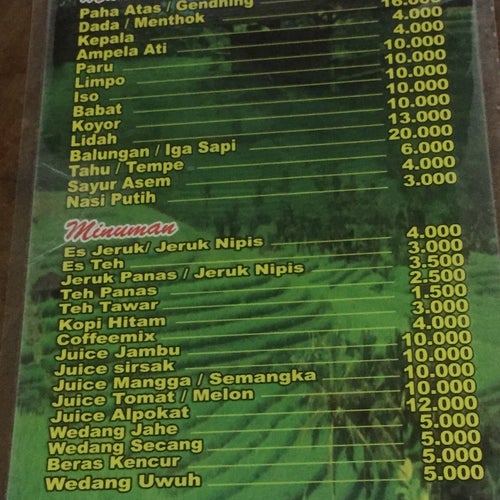 Paha Atas / Gendhing
Dada / Menthok 16.000
Kepala 4.000
Ampela Ati 4.000
Paru 10.000
Limpo 10.000
Iso 10.000
Babat 10.000
Koyor 10.000
Lidah 13.000
Balungan / Iga Sapi 20.000
Tahu / Tempe 6.000
Sayur Asem 4.000
Nasi Putih 3.000
Minuman
Es Jeruk/ Jeruk Nipis 4.000
Es Teh 3.000
Jeruk Panas / Jeruk Nipis 3.500
Teh Panas 2.500
Teh Tawar 1.500
Kopi Hitam 3.000
Coffeemix 4.000
Juice Jambu 10.000
Juice sirsak 10.000
Juice Mangga / Semangka 10.000
Juice Tomat / Melon 10.000
Juice Alpokat 12.000
Wedang Jahe 5.000
Wedang Secang 5.000
Beras Kencur 5.000
Wedang Uwuh 5.000